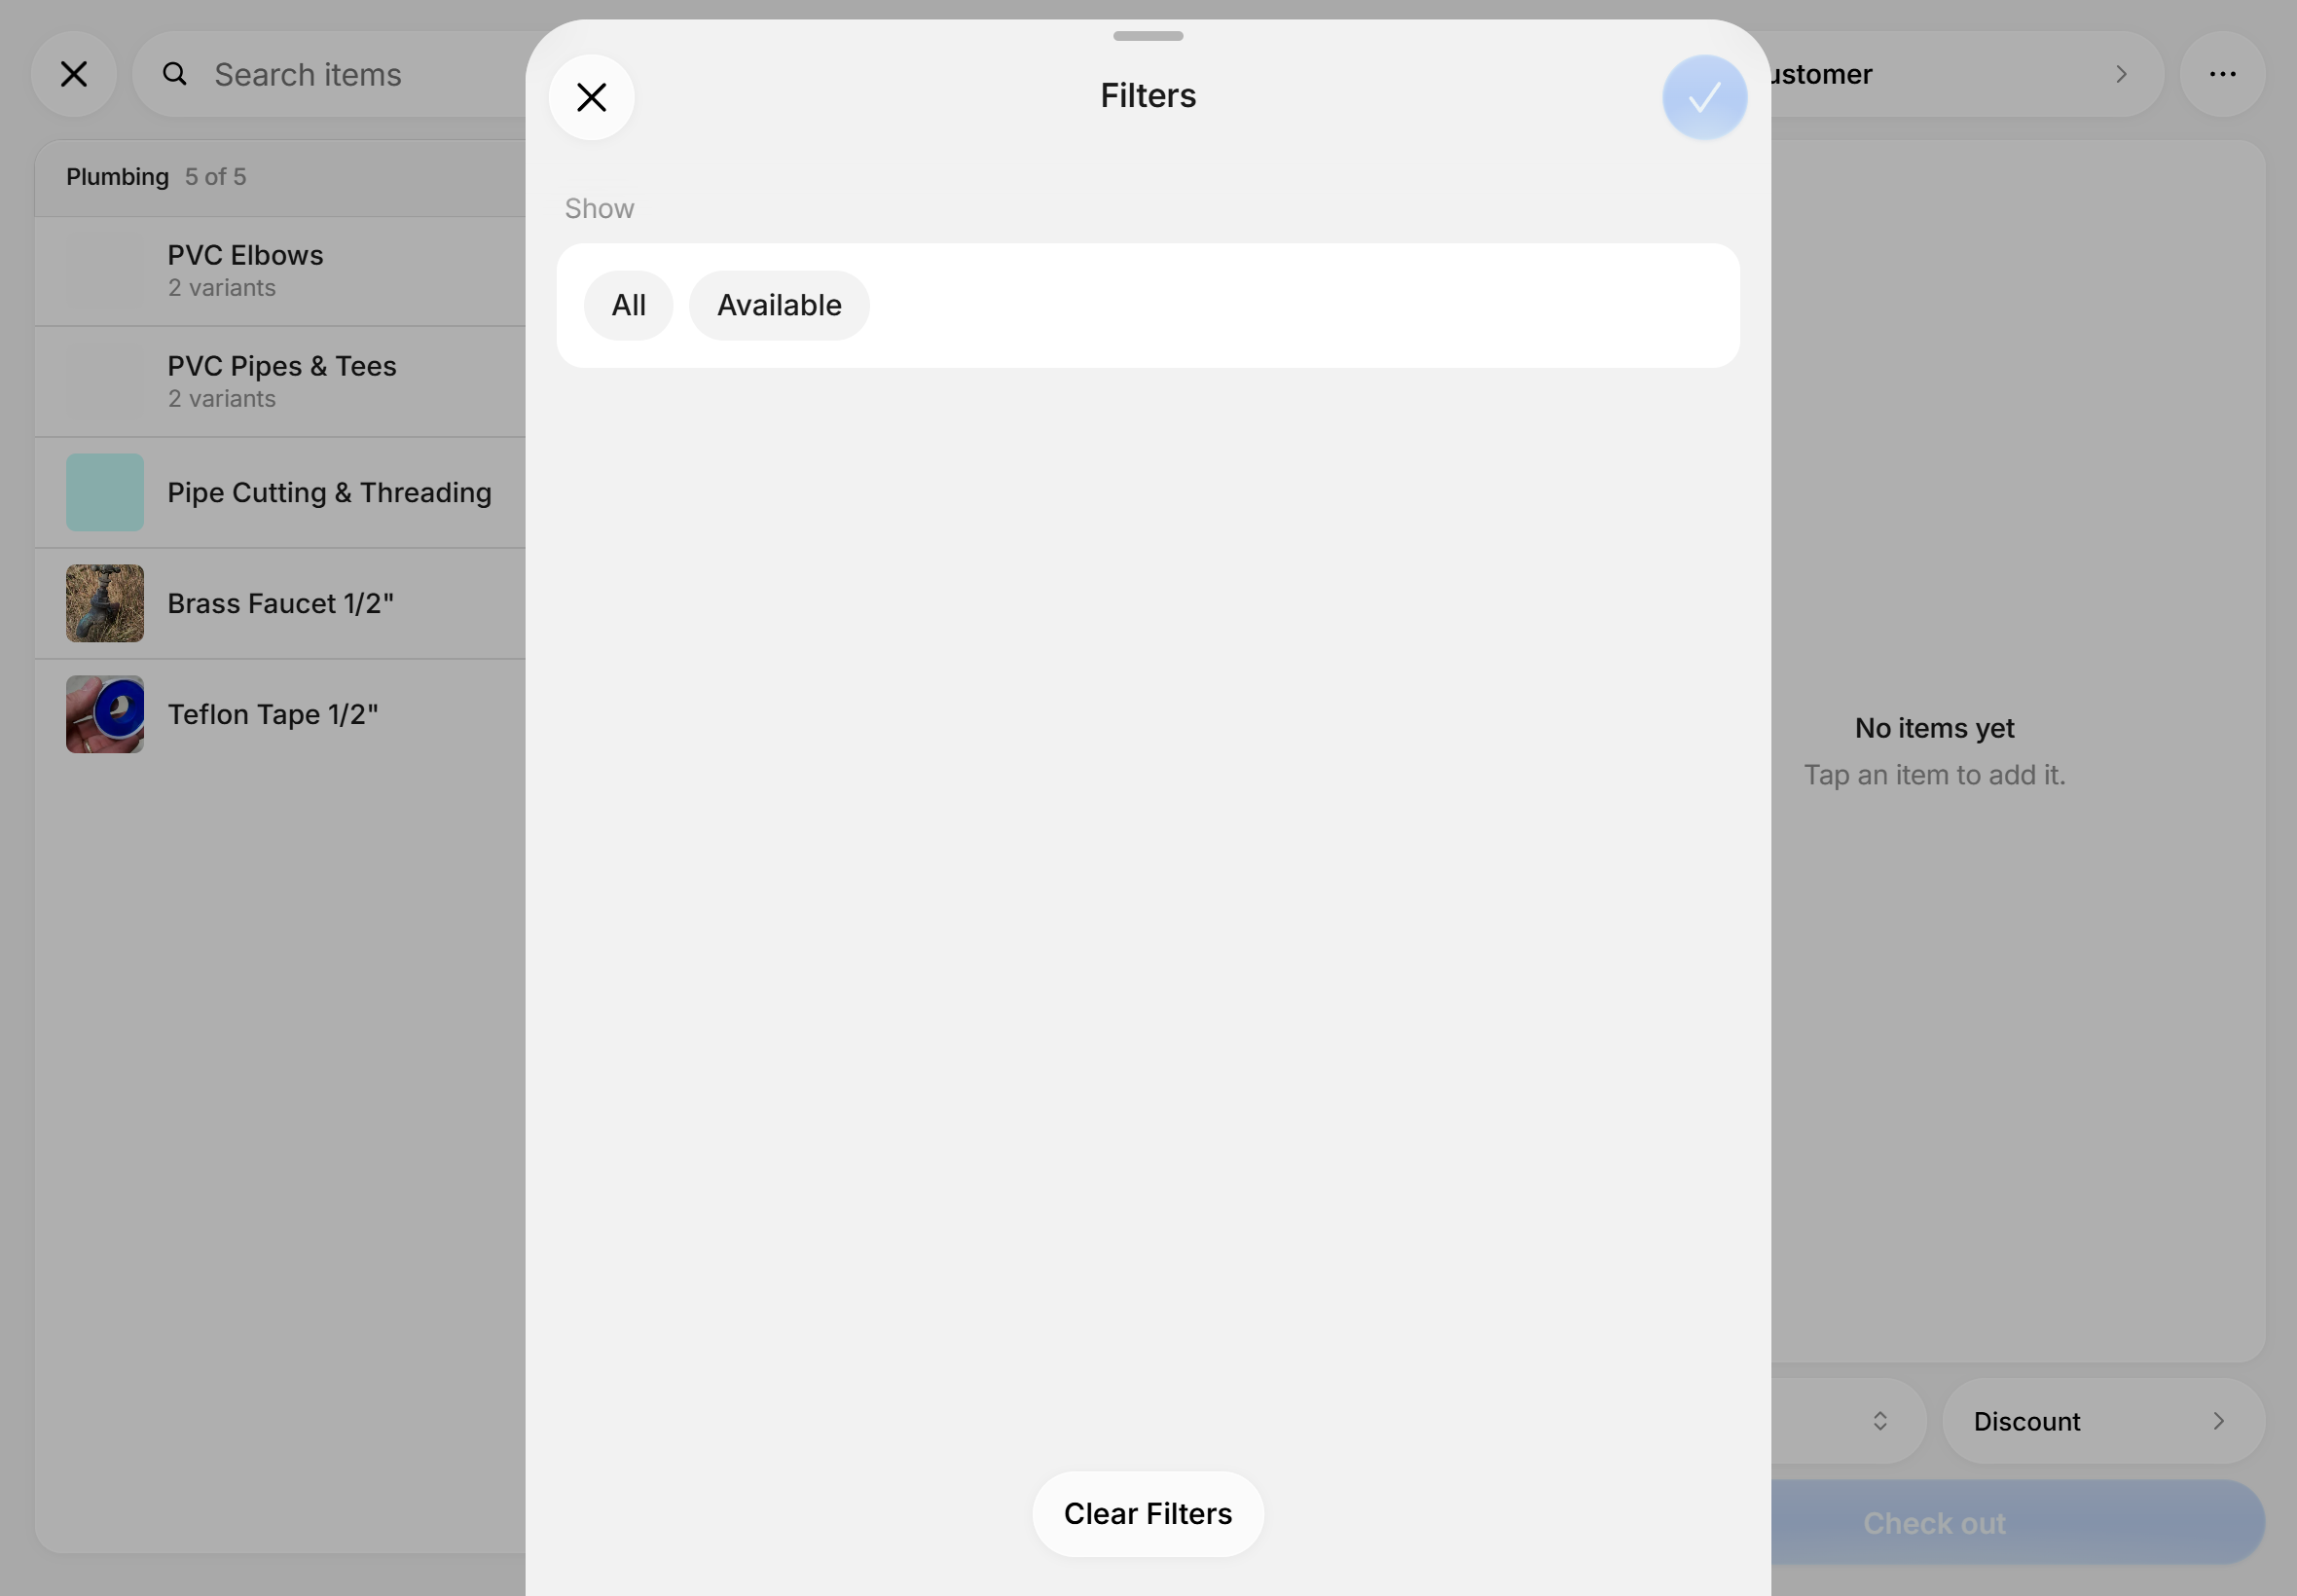 Search items
Filters
ustomer
Plumbing 5 of 5
Show
PVC Elbows
2 variants
All
Available
PVC Pipes & Tees
2 variants
Pipe Cutting & Threading
Brass Faucet 1/2"
Teflon Tape 1/2"
No items yet
Tap an item to add it.
Discount
Clear Filters
Check out